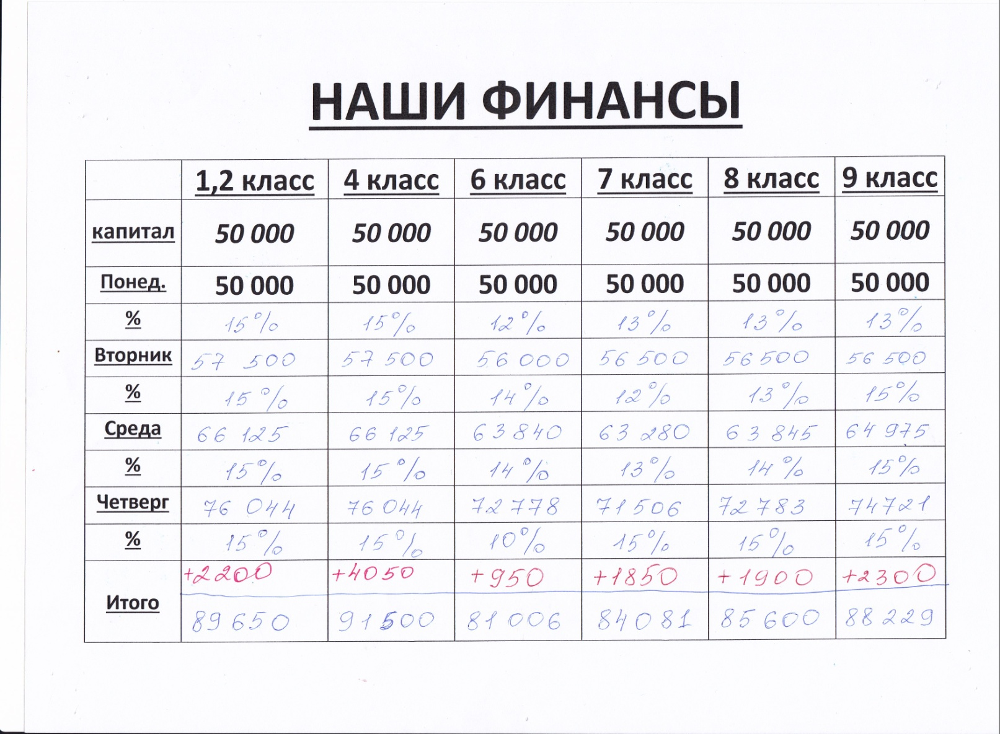 НАШИ ФИНАНСЫ
1,2 класс 4 класс 6 класс 7 класс 8 класс 9 класс
капитал 50 000 50 000 50 000 50 000 50 000 50 000
Понед. 50 000 50 000 50 000 50 000 50 000 50 000
% 15% 15% 12% 13% 13% 13%
Вторник 57 500 57 500 56 000 56 500 56 500 56 500
% 15% 15% 14% 12% 13% 15%
Среда 66 125 66 125 63 840 63 280 63 845 64 975
% 15% 15% 14% 13% 14% 15%
Четверг 76 044 76 044 72 778 71 506 72 783 74 721
% 15% 15% 10% 15% 15% 15%
+2200 +4050 +950 +1850 +1900 +2300
Итого 89 650 91 500 81 006 84 081 85 600 88 229